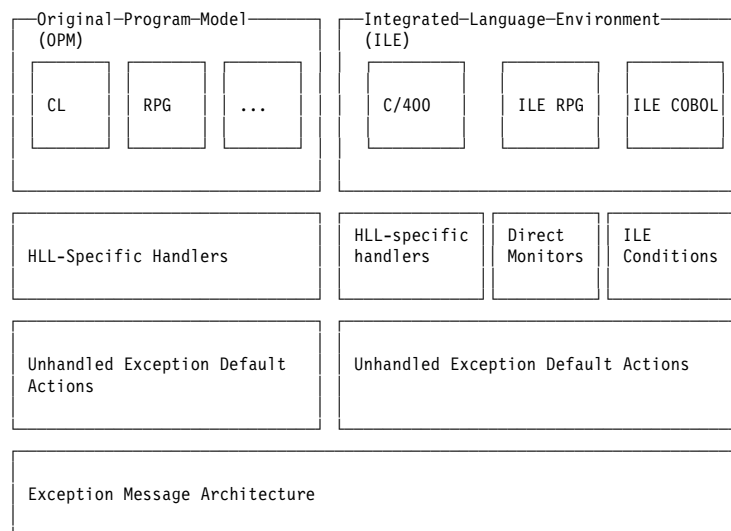 Original-Program-Model
(OPM)
Integrated-Language-Environment
(ILE)
CL
RPG
...
C/400
ILE RPG
ILE COBOL
HLL-Specific Handlers
HLL-specific
handlers
Direct
Monitors
ILE
Conditions
Unhandled Exception Default
Actions
Unhandled Exception Default Actions
Exception Message Architecture